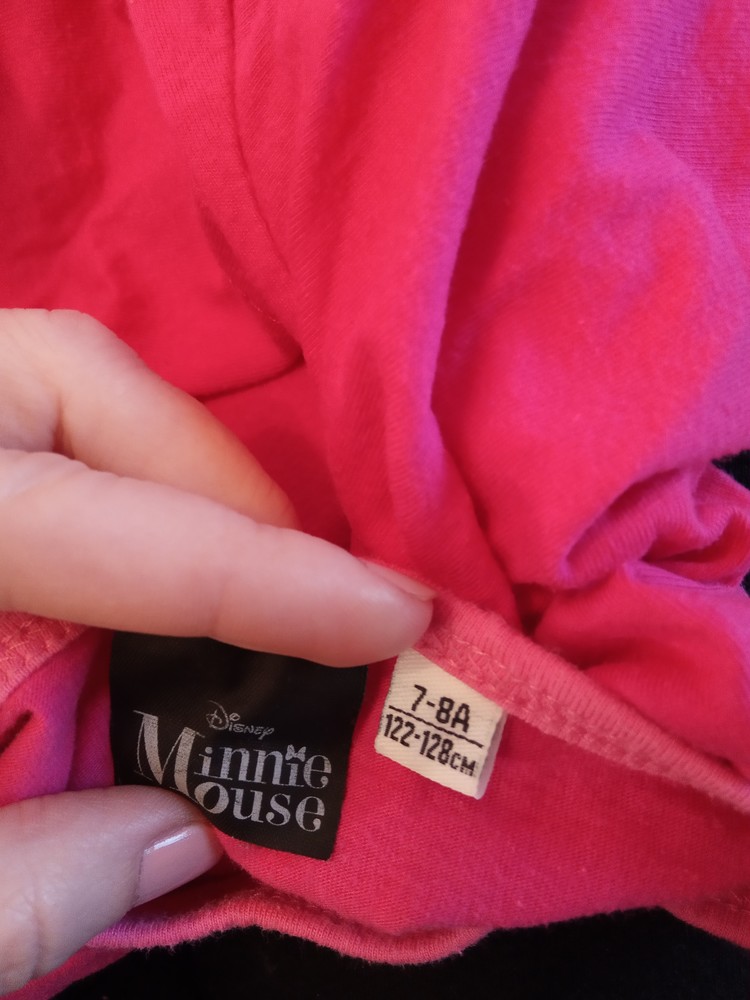 Disney
Minnie
Mouse
7-8A
122-128cm